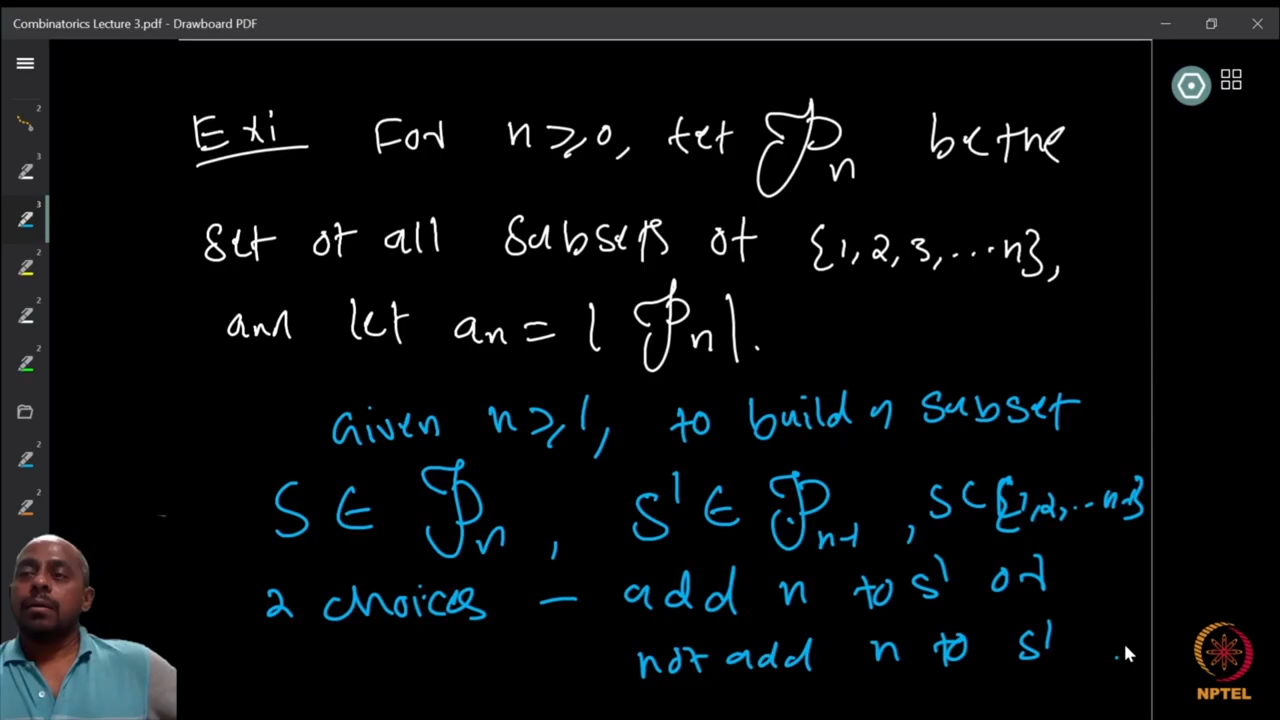 Combinatorics Lecture 3.pdf - Drawboard PDF
Ex: For n≥0, let 𝒫n be the
set of all subsets of {1, 2, 3, ... n},
and let an = |𝒫n|.
Given n≥1, to build a subset
S ∈ 𝒫n, S' ∈ 𝒫n-1, S⊂{1,2,...n-1}
2 choices — add n to S' or
not add n to S'
NPTEL